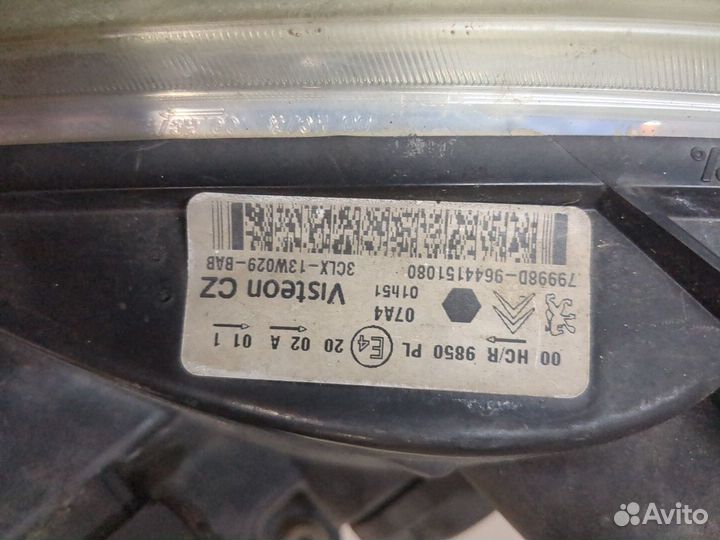 00 HC/R 9850 PL E4 20 02 A 01 1
07A4
01h51
Visteon CZ
79998D-9644151080
3CLX-13W029-BAB
Avito